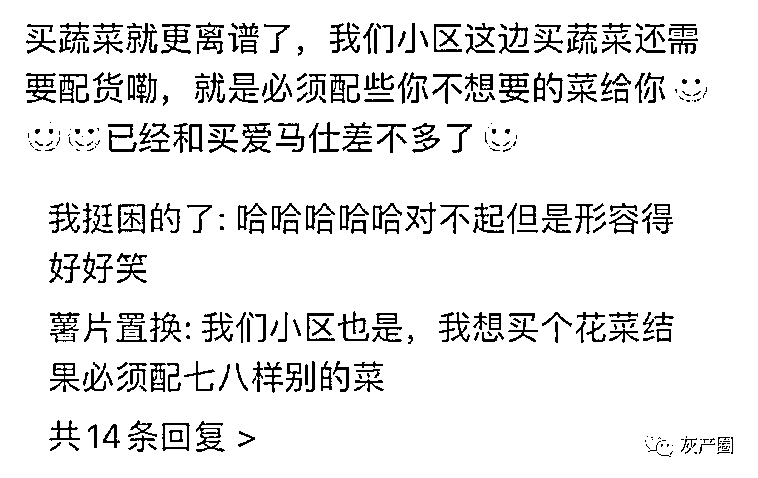 买蔬菜就更离谱了，我们小区这边买蔬菜还需
要配货嘞，就是必须配些你不想要的菜给你
已经和买爱马仕差不多了
我挺困的了: 哈哈哈哈哈对不起但是形容得
好好笑
薯片置换: 我们小区也是，我想买个花菜结
果必须配七八样别的菜
共14条回复 >
灰产圈